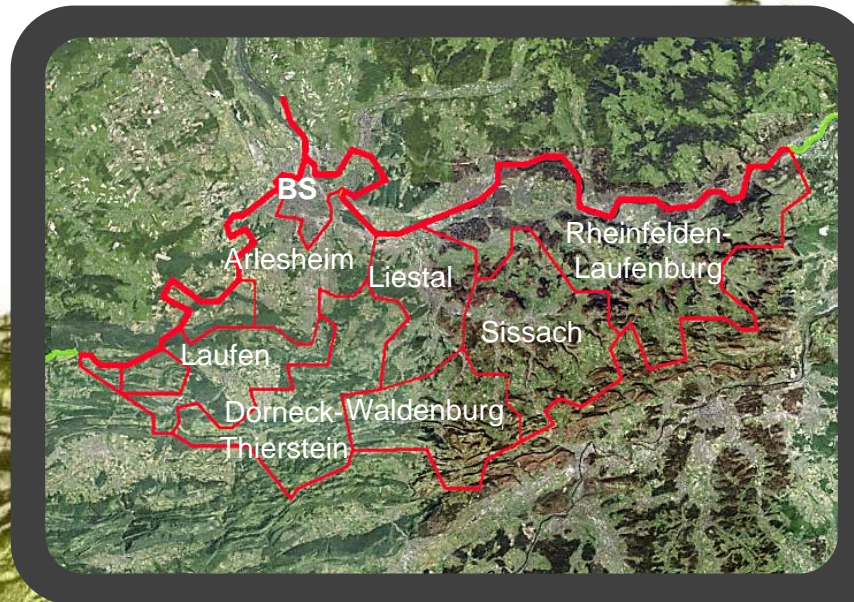 BS
Arlesheim
Liestal
Rheinfelden-
Laufenburg
Sissach
Laufen
Dorneck-
Thierstein
Waldenburg